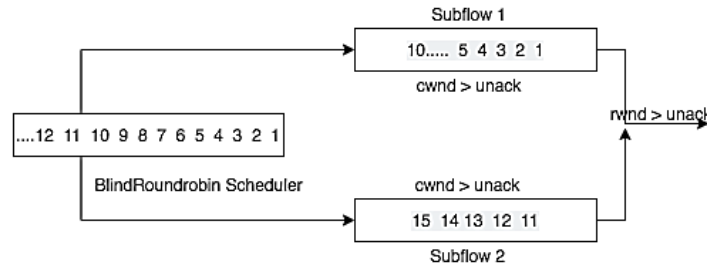 Subflow 1
10..... 5 4 3 2 1
cwnd > unack
rwnd > unack
....12 11 10 9 8 7 6 5 4 3 2 1
BlindRoundrobin Scheduler
cwnd > unack
15 14 13 12 11
Subflow 2